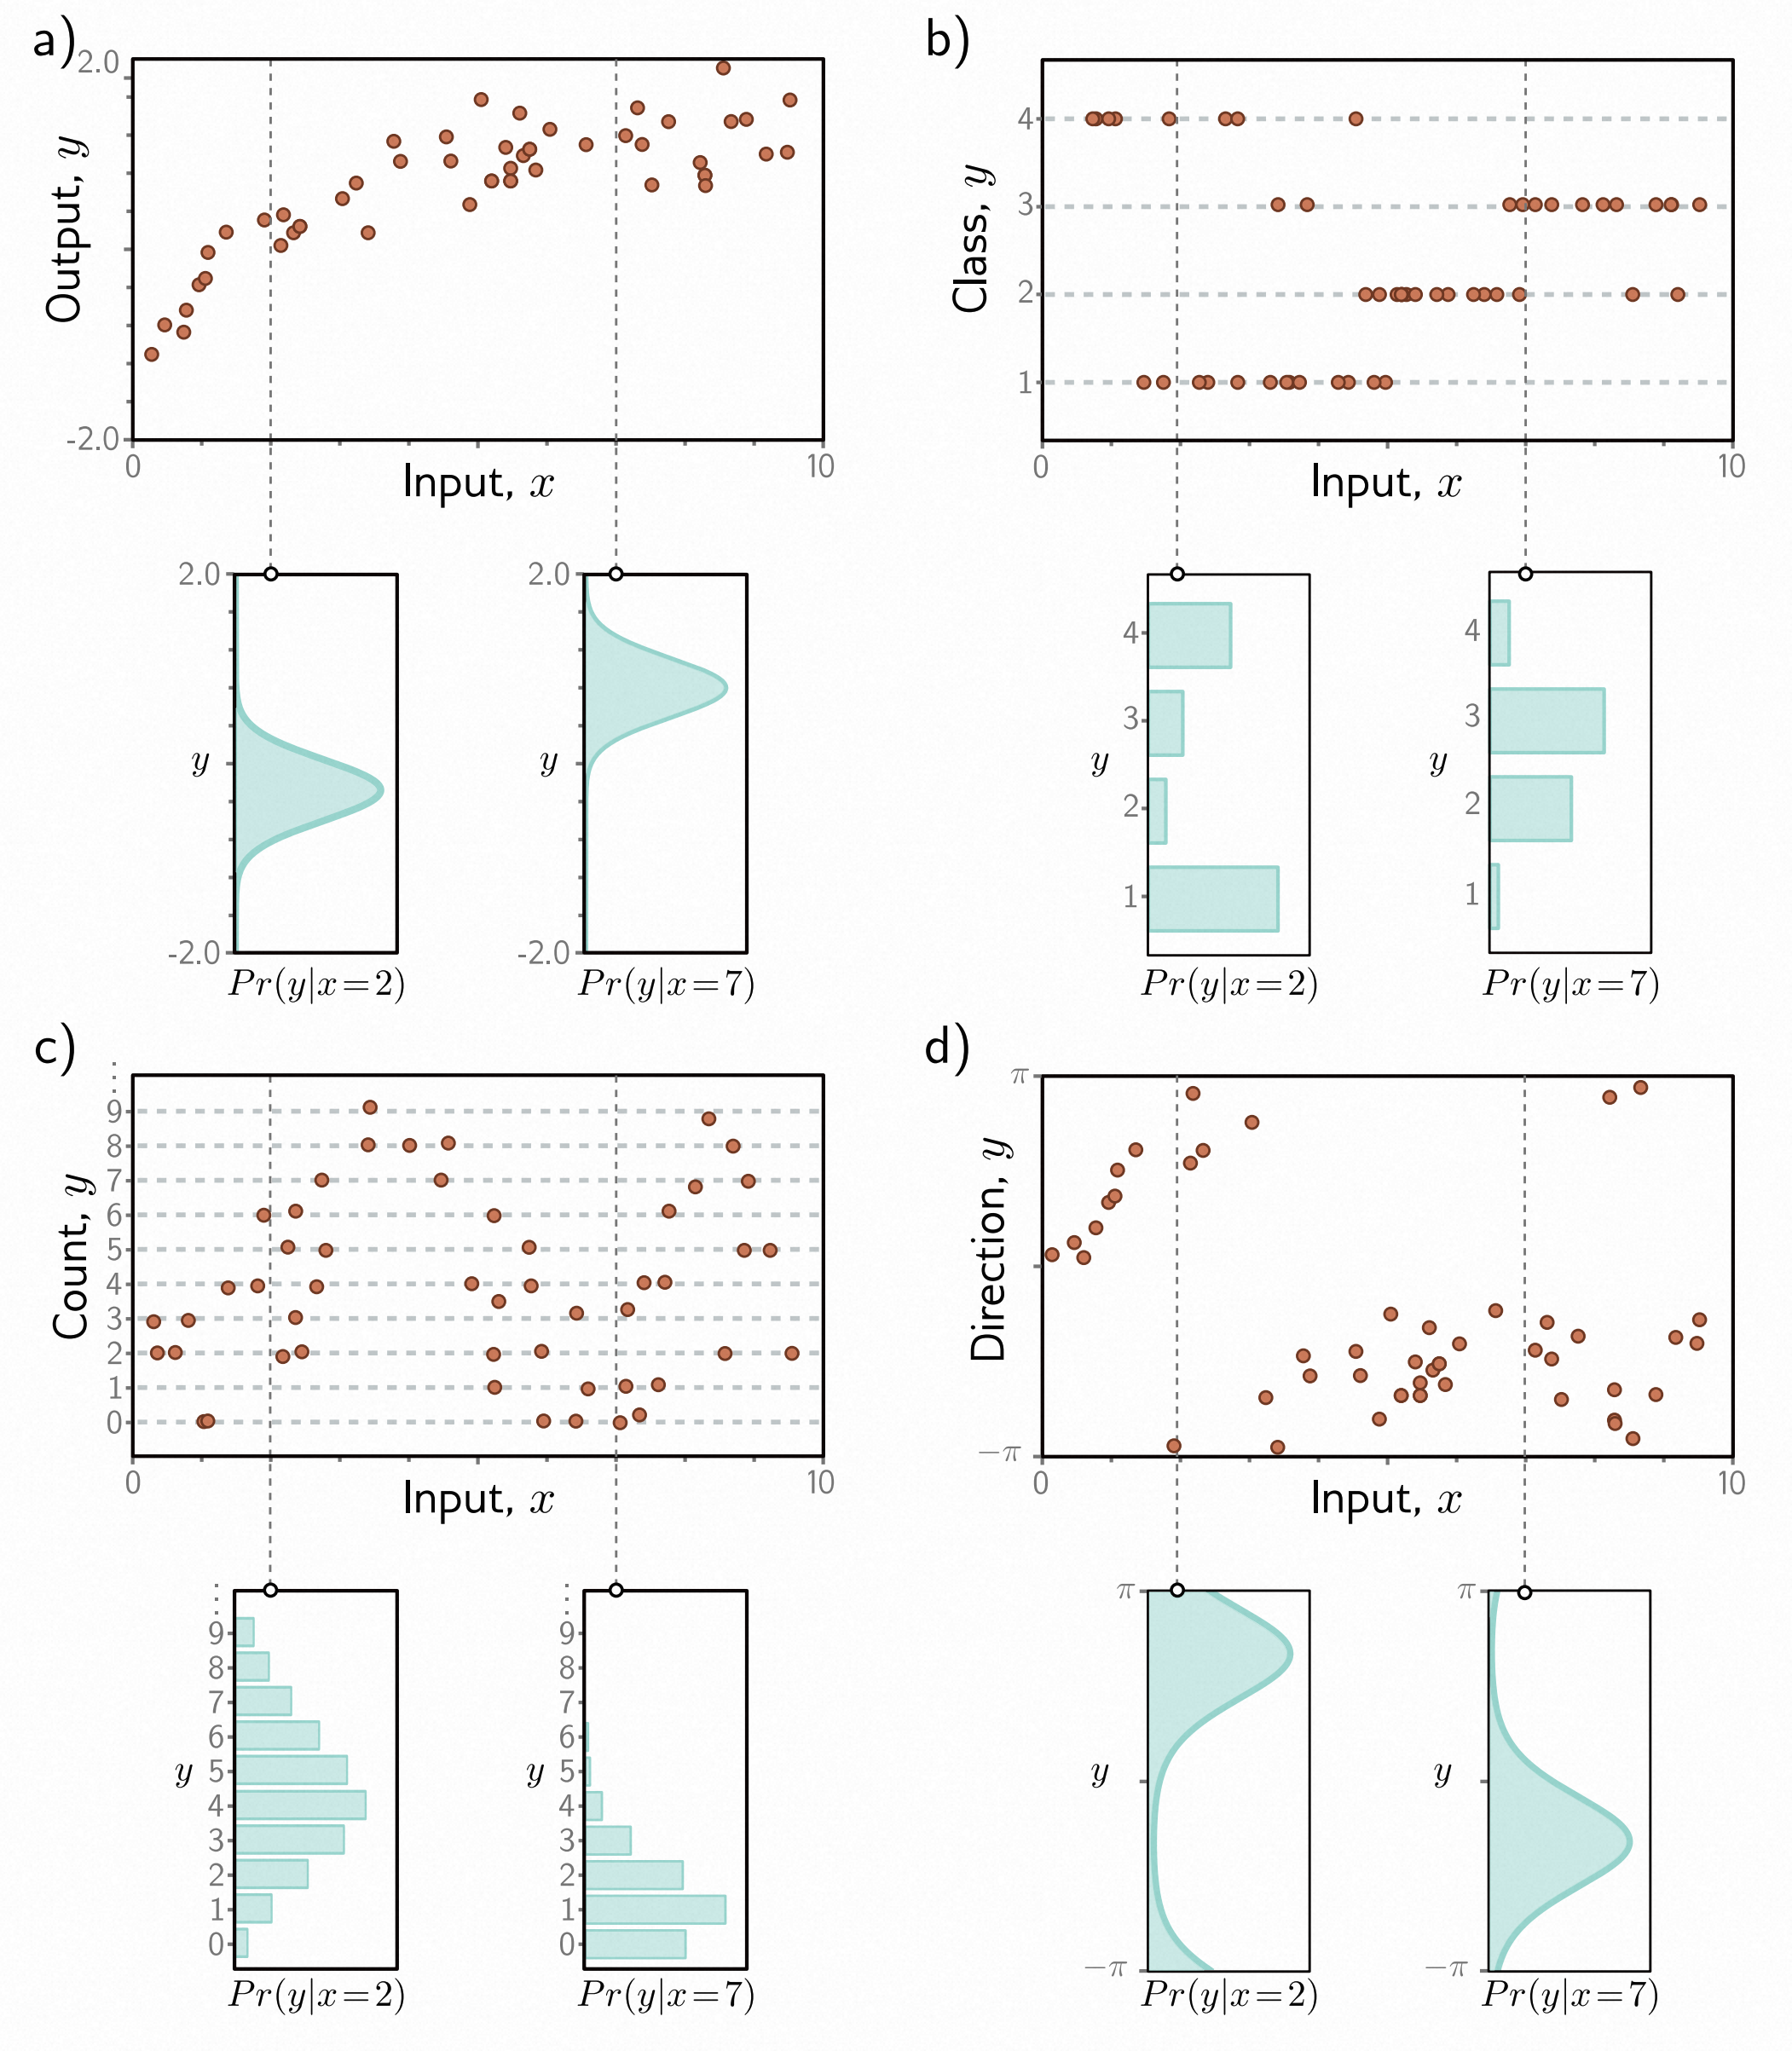 a)
2.0
Output, y
-2.0
0
10
Input, x
2.0
y
-2.0
Pr(y|x=2)
2.0
y
-2.0
Pr(y|x=7)
b)
4
3
2
1
Class, y
0
10
Input, x
4
3
y
2
1
Pr(y|x=2)
4
3
y
2
1
Pr(y|x=7)
c)
9
8
7
6
5
4
3
2
1
0
Count, y
0
10
Input, x
9
8
7
6
y 5
4
3
2
1
0
Pr(y|x=2)
9
8
7
6
y 5
4
3
2
1
0
Pr(y|x=7)
d)
π
Direction, y
−π
0
10
Input, x
π
y
−π
Pr(y|x=2)
π
y
−π
Pr(y|x=7)